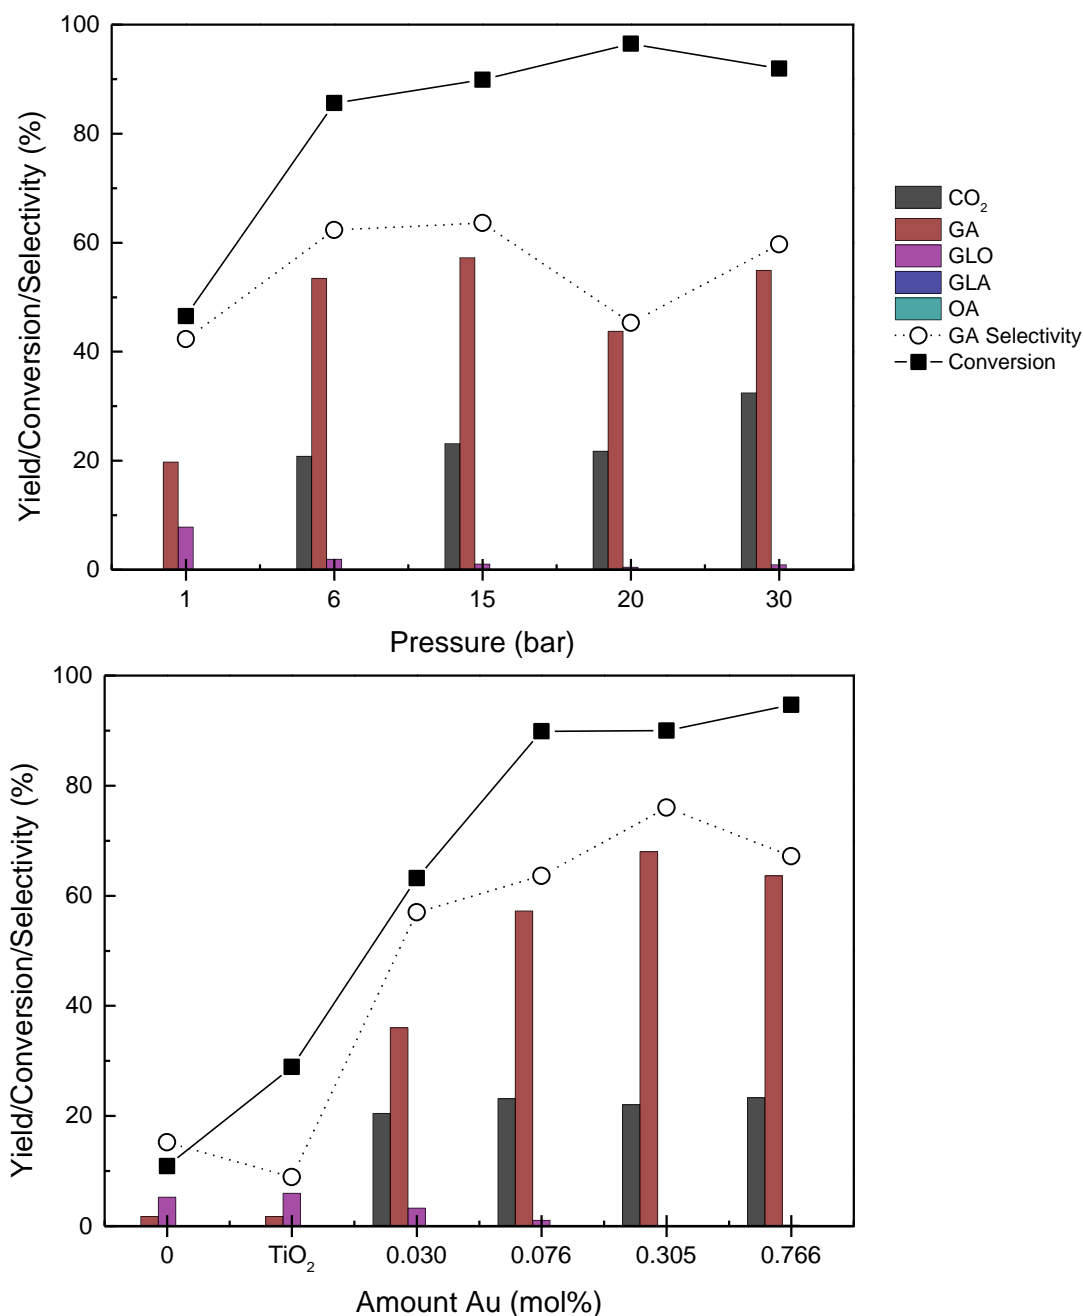 Yield/Conversion/Selectivity (%)
100
80
60
40
20
0
1 6 15 20 30
Pressure (bar)
CO₂
GA
GLO
GLA
OA
GA Selectivity
Conversion
Yield/Conversion/Selectivity (%)
100
80
60
40
20
0
0 TiO₂ 0.030 0.076 0.305 0.766
Amount Au (mol%)